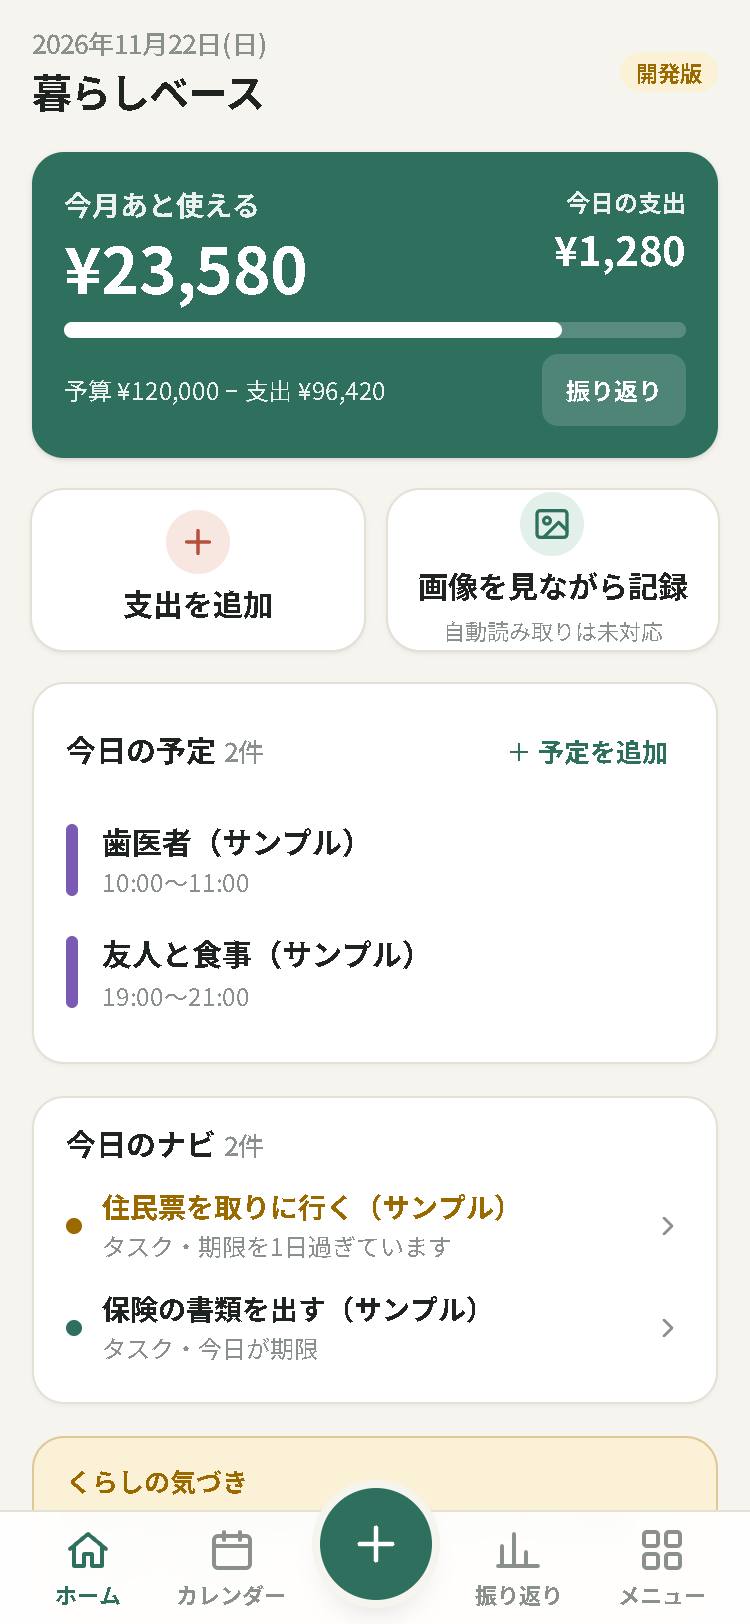 2026年11月22日(日)
暮らしベース
開発版
今月あと使える
¥23,580
今日の支出
¥1,280
予算 ¥120,000 − 支出 ¥96,420
振り返り
支出を追加
画像を見ながら記録
自動読み取りは未対応
今日の予定 2件
＋ 予定を追加
歯医者（サンプル）
10:00〜11:00
友人と食事（サンプル）
19:00〜21:00
今日のナビ 2件
住民票を取りに行く（サンプル）
タスク・期限を1日過ぎています
保険の書類を出す（サンプル）
タスク・今日が期限
くらしの気づき
ホーム
カレンダー
振り返り
メニュー